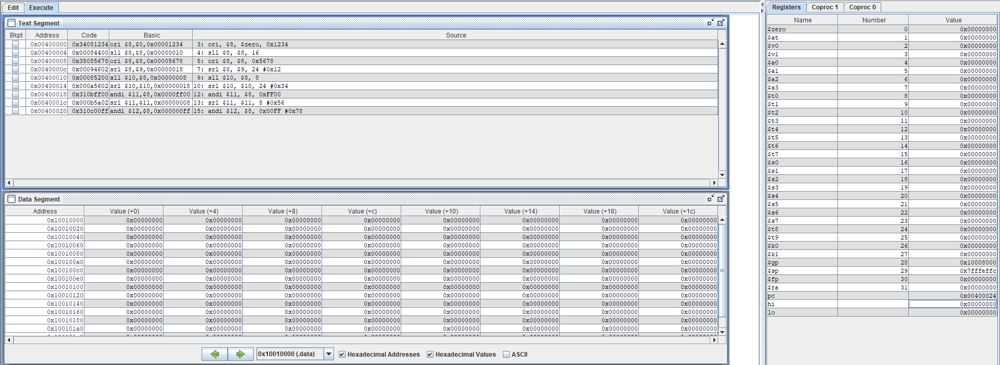 Edit Execute
Text Segment
Bkpt Address Code Basic Source
0x00400000 0x34081234 ori $8,$0,0x00001234 3: ori, $8, $zero, 0x1234
0x00400004 0x00084400 sll $8,$8,0x00000010 4: sll $8, $8, 16
0x00400008 0x35085678 ori $8,$8,0x00005678 5: ori $8, $8, 0x5678
0x0040000c 0x00094602 srl $8,$9,0x00000018 7: srl $8, $9, 24 #0x12
0x00400010 0x00085200 sll $10,$8,0x00000008 9: sll $10, $8, 8
0x00400014 0x000a5602 srl $10,$10,0x00000018 10: srl $10, $10, 24 #0x34
0x00400018 0x310bff00 andi $11,$8,0x0000ff00 12: andi $11, $8, 0xFF00
0x0040001c 0x000b5a02 srl $11,$11,0x00000008 13: srl $11, $11, 8 #0x56
0x00400020 0x310c00ff andi $12,$8,0x000000ff 15: andi $12, $8, 0x00FF #0x78
Data Segment
Address Value (+0) Value (+4) Value (+8) Value (+c) Value (+10) Value (+14) Value (+18) Value (+1c)
0x10010000 0x00000000 0x00000000 0x00000000 0x00000000 0x00000000 0x00000000 0x00000000 0x00000000
0x10010020 0x00000000 0x00000000 0x00000000 0x00000000 0x00000000 0x00000000 0x00000000 0x00000000
0x10010040 0x00000000 0x00000000 0x00000000 0x00000000 0x00000000 0x00000000 0x00000000 0x00000000
0x10010060 0x00000000 0x00000000 0x00000000 0x00000000 0x00000000 0x00000000 0x00000000 0x00000000
0x10010080 0x00000000 0x00000000 0x00000000 0x00000000 0x00000000 0x00000000 0x00000000 0x00000000
0x100100a0 0x00000000 0x00000000 0x00000000 0x00000000 0x00000000 0x00000000 0x00000000 0x00000000
0x100100c0 0x00000000 0x00000000 0x00000000 0x00000000 0x00000000 0x00000000 0x00000000 0x00000000
0x100100e0 0x00000000 0x00000000 0x00000000 0x00000000 0x00000000 0x00000000 0x00000000 0x00000000
0x10010100 0x00000000 0x00000000 0x00000000 0x00000000 0x00000000 0x00000000 0x00000000 0x00000000
0x10010120 0x00000000 0x00000000 0x00000000 0x00000000 0x00000000 0x00000000 0x00000000 0x00000000
0x10010140 0x00000000 0x00000000 0x00000000 0x00000000 0x00000000 0x00000000 0x00000000 0x00000000
0x10010160 0x00000000 0x00000000 0x00000000 0x00000000 0x00000000 0x00000000 0x00000000 0x00000000
0x10010180 0x00000000 0x00000000 0x00000000 0x00000000 0x00000000 0x00000000 0x00000000 0x00000000
0x100101a0 0x00000000 0x00000000 0x00000000 0x00000000 0x00000000 0x00000000 0x00000000 0x00000000
0x10010000 (.data) Hexadecimal Addresses Hexadecimal Values ASCII
Registers Coproc 1 Coproc 0
Name Number Value
$zero 0 0x00000000
$at 1 0x00000000
$v0 2 0x00000000
$v1 3 0x00000000
$a0 4 0x00000000
$a1 5 0x00000000
$a2 6 0x00000000
$a3 7 0x00000000
$t0 8 0x00000000
$t1 9 0x00000000
$t2 10 0x00000000
$t3 11 0x00000000
$t4 12 0x00000000
$t5 13 0x00000000
$t6 14 0x00000000
$t7 15 0x00000000
$s0 16 0x00000000
$s1 17 0x00000000
$s2 18 0x00000000
$s3 19 0x00000000
$s4 20 0x00000000
$s5 21 0x00000000
$s6 22 0x00000000
$s7 23 0x00000000
$t8 24 0x00000000
$t9 25 0x00000000
$k0 26 0x00000000
$k1 27 0x00000000
$gp 28 0x10008000
$sp 29 0x7fffeffc
$fp 30 0x00000000
$ra 31 0x00000000
pc 0x00400024
hi 0x00000000
lo 0x00000000